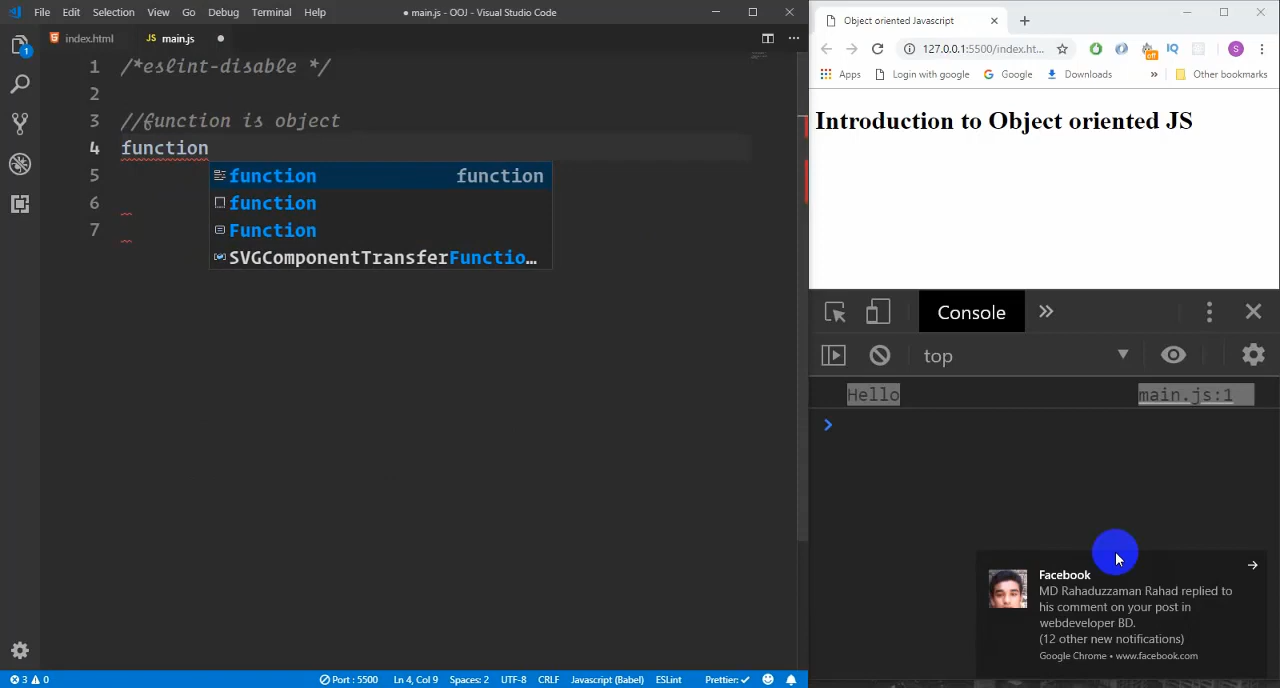 File Edit Selection View Go Debug Terminal Help
● main.js - OOJ - Visual Studio Code
index.html
JS main.js
1 /*eslint-disable */
2
3 //function is object
4 function
5
6
7
function function
function
Function
SVGComponentTransferFunctio…
1
3 0
Port : 5500 Ln 4, Col 9 Spaces: 2 UTF-8 CRLF Javascript (Babel) ESLint Prettier: ✓
Object oriented Javascript
127.0.0.1:5500/index.ht...
off IQ S
Apps Login with google Google Downloads » Other bookmarks
Introduction to Object oriented JS
Console »
top
Hello main.js:1
Facebook
MD Rahaduzzaman Rahad replied to
his comment on your post in
webdeveloper BD.
(12 other new notifications)
Google Chrome • www.facebook.com